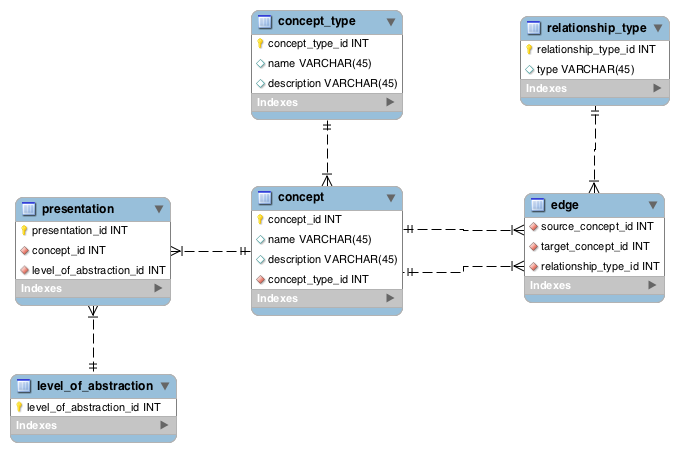 concept_type
concept_type_id INT
name VARCHAR(45)
description VARCHAR(45)
Indexes
relationship_type
relationship_type_id INT
type VARCHAR(45)
Indexes
presentation
presentation_id INT
concept_id INT
level_of_abstraction_id INT
Indexes
concept
concept_id INT
name VARCHAR(45)
description VARCHAR(45)
concept_type_id INT
Indexes
edge
source_concept_id INT
target_concept_id INT
relationship_type_id INT
Indexes
level_of_abstraction
level_of_abstraction_id INT
Indexes